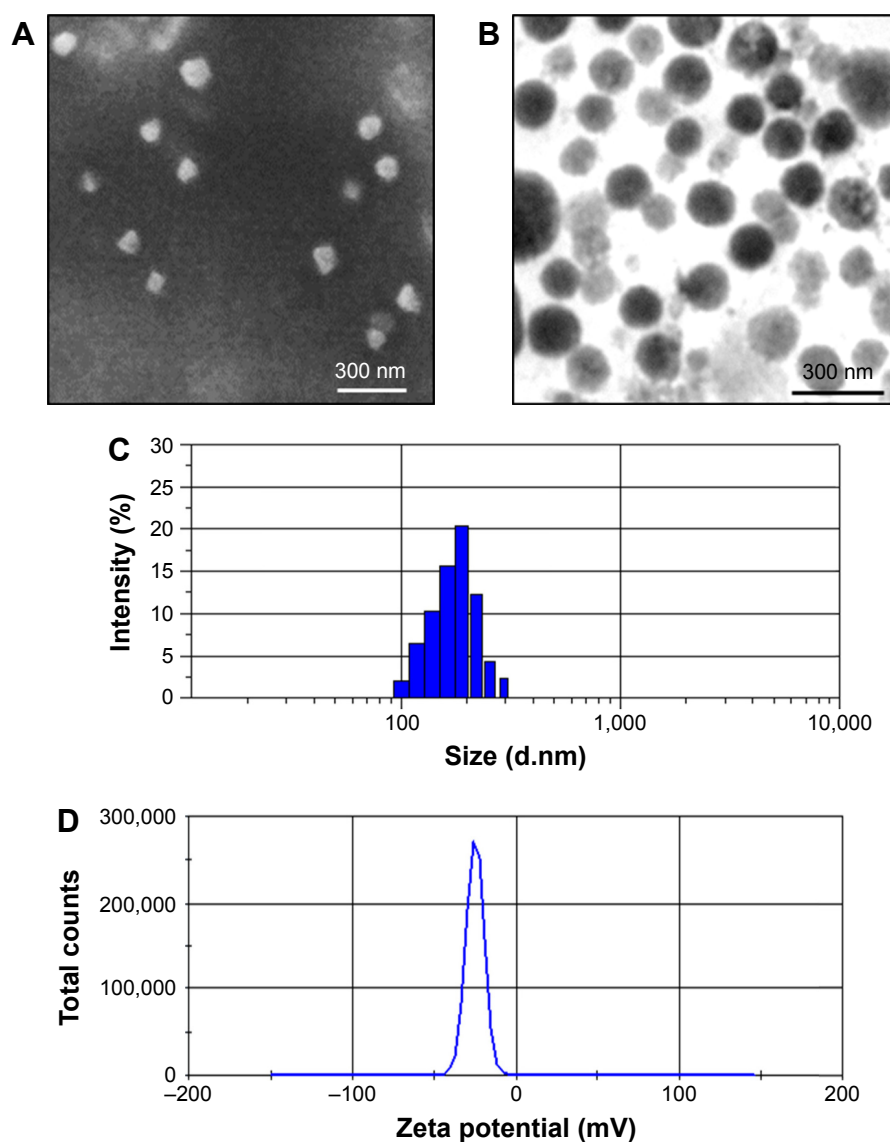 A
B
300 nm
300 nm
C
30
25
20
15
10
5
0
Intensity (%)
100
1,000
10,000
Size (d.nm)
D
300,000
200,000
100,000
0
Total counts
–200
–100
0
100
200
Zeta potential (mV)